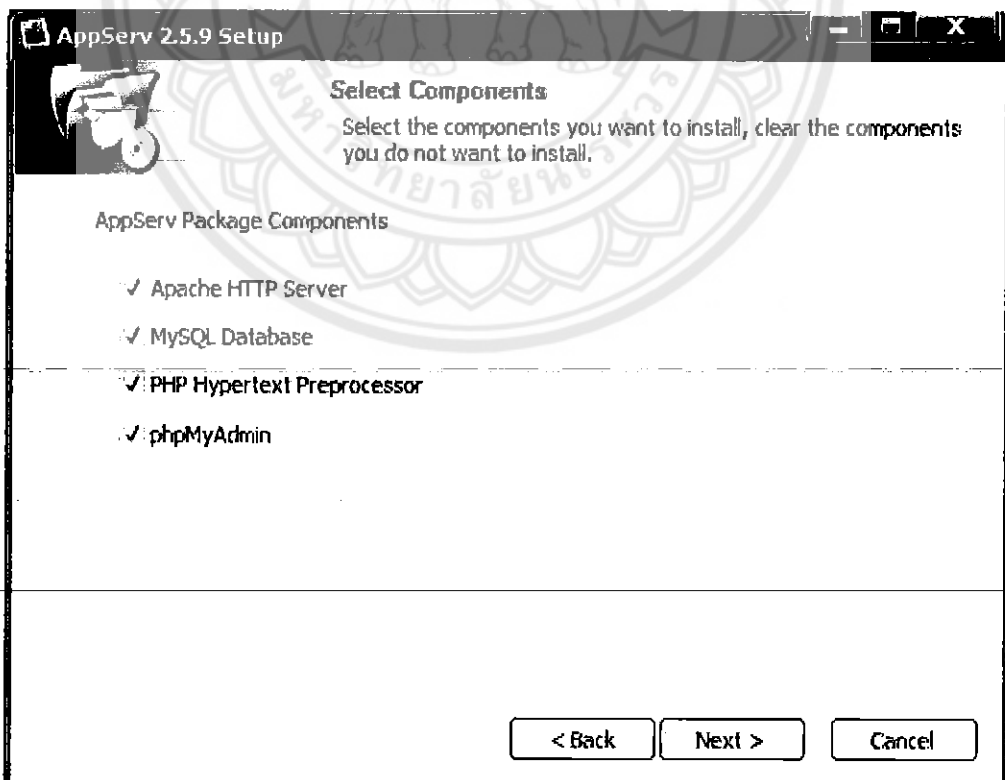 AppServ 2.5.9 Setup
Select Components
Select the components you want to install, clear the components
you do not want to install.
AppServ Package Components
Apache HTTP Server
MySQL Database
PHP Hypertext Preprocessor
phpMyAdmin
< Back
Next >
Cancel